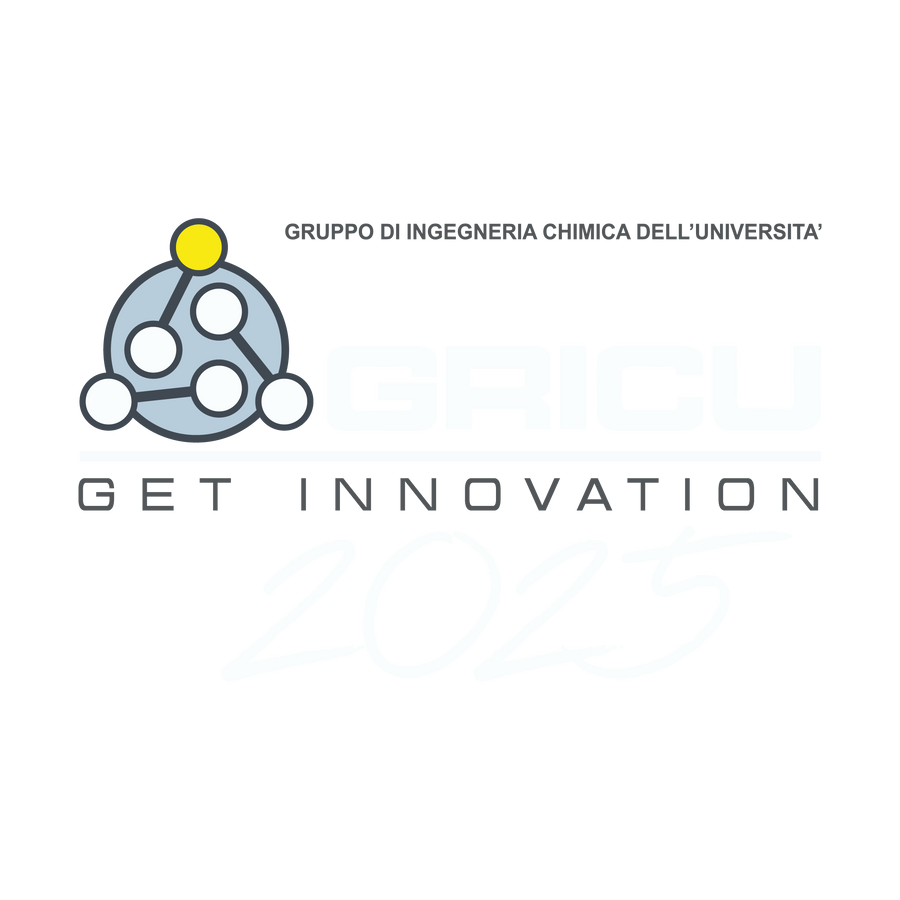 GRUPPO DI INGEGNERIA CHIMICA DELL'UNIVERSITA'
GRICU
GET INNOVATION
2025